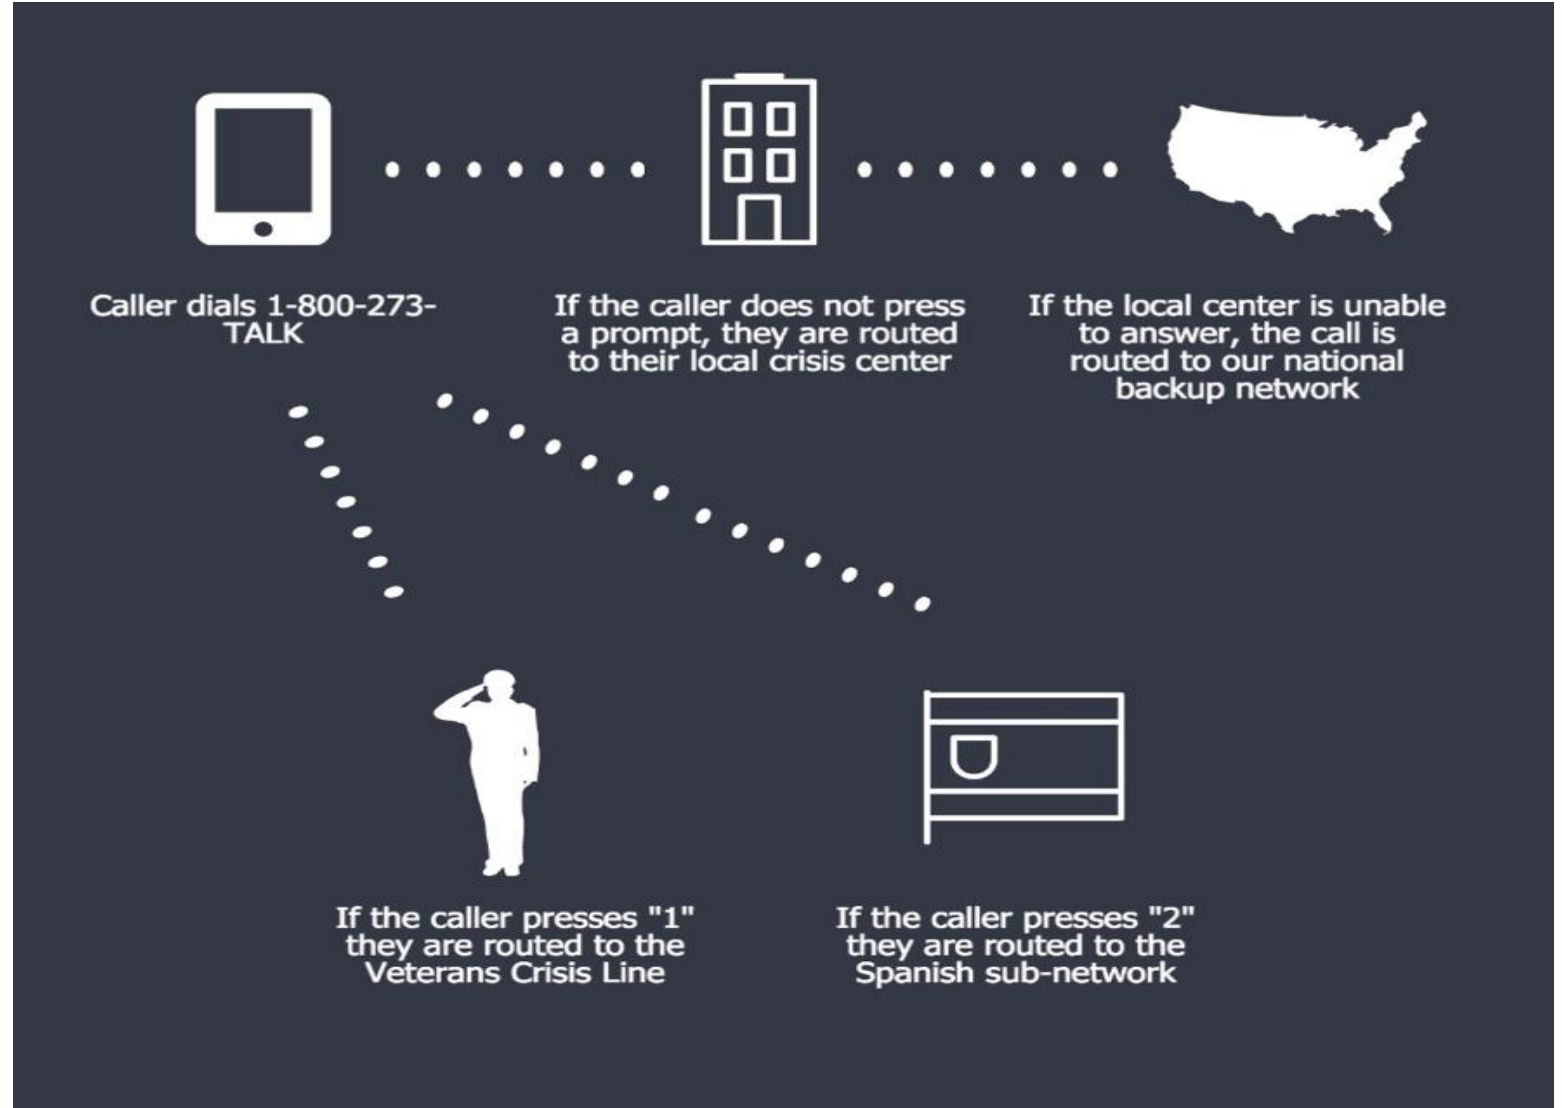 Caller dials 1-800-273-
TALK
If the caller does not press
a prompt, they are routed
to their local crisis center
If the local center is unable
to answer, the call is
routed to our national
backup network
If the caller presses "1"
they are routed to the
Veterans Crisis Line
If the caller presses "2"
they are routed to the
Spanish sub-network